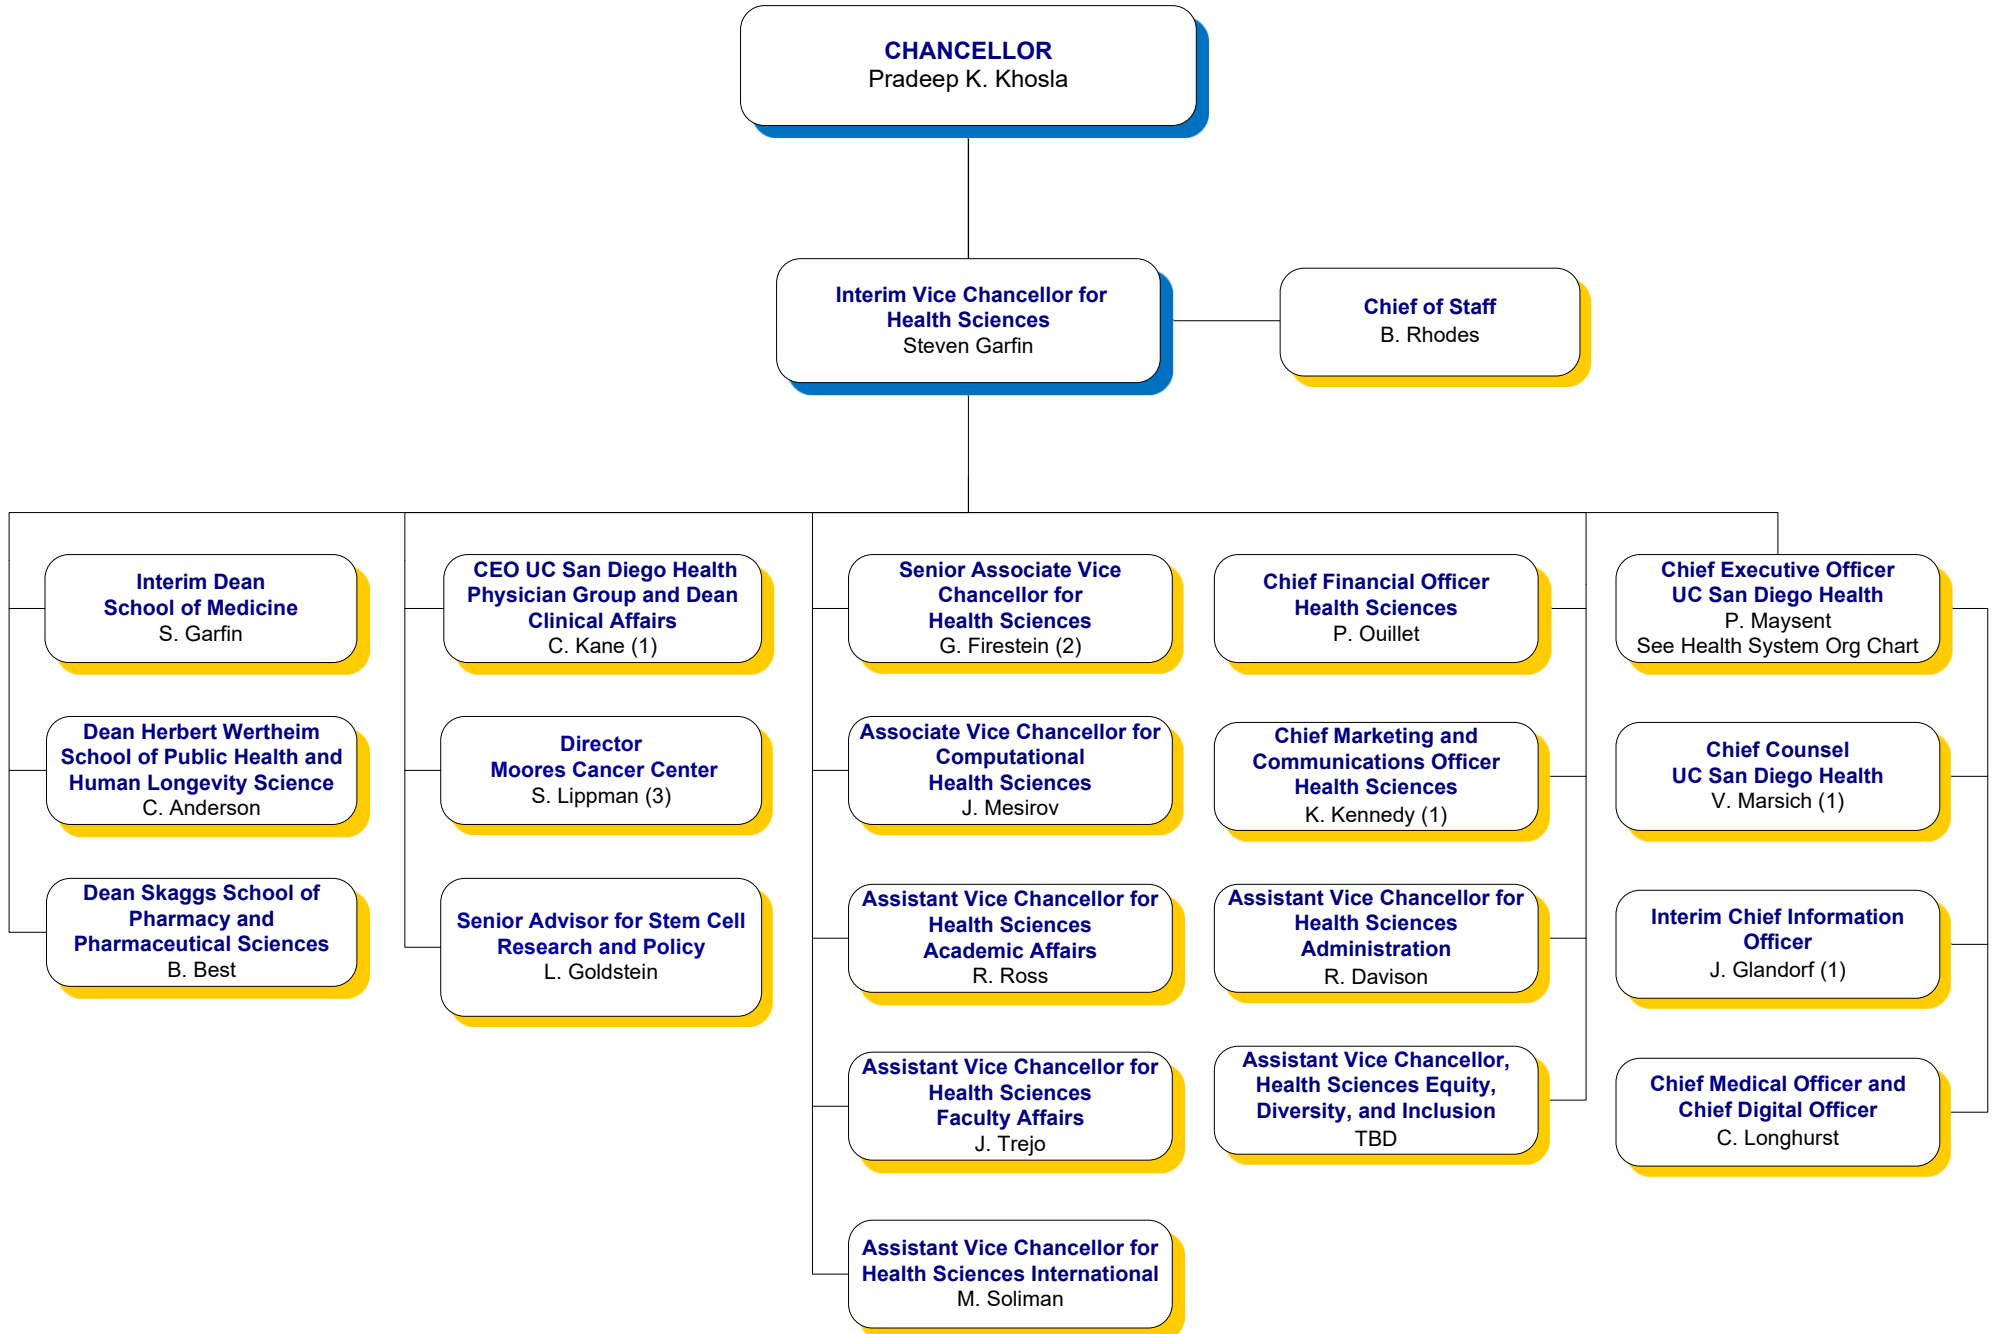 CHANCELLOR
Pradeep K. Khosla
Interim Vice Chancellor for
Health Sciences
Steven Garfin
Chief of Staff
B. Rhodes
Interim Dean
School of Medicine
S. Garfin
Dean Herbert Wertheim
School of Public Health and
Human Longevity Science
C. Anderson
Dean Skaggs School of
Pharmacy and
Pharmaceutical Sciences
B. Best
CEO UC San Diego Health
Physician Group and Dean
Clinical Affairs
C. Kane (1)
Director
Moores Cancer Center
S. Lippman (3)
Senior Advisor for Stem Cell
Research and Policy
L. Goldstein
Senior Associate Vice
Chancellor for
Health Sciences
G. Firestein (2)
Associate Vice Chancellor for
Computational
Health Sciences
J. Mesirov
Assistant Vice Chancellor for
Health Sciences
Academic Affairs
R. Ross
Assistant Vice Chancellor for
Health Sciences
Faculty Affairs
J. Trejo
Assistant Vice Chancellor for
Health Sciences International
M. Soliman
Chief Financial Officer
Health Sciences
P. Ouillet
Chief Marketing and
Communications Officer
Health Sciences
K. Kennedy (1)
Assistant Vice Chancellor for
Health Sciences
Administration
R. Davison
Assistant Vice Chancellor,
Health Sciences Equity,
Diversity, and Inclusion
TBD
Chief Executive Officer
UC San Diego Health
P. Maysent
See Health System Org Chart
Chief Counsel
UC San Diego Health
V. Marsich (1)
Interim Chief Information
Officer
J. Glandorf (1)
Chief Medical Officer and
Chief Digital Officer
C. Longhurst